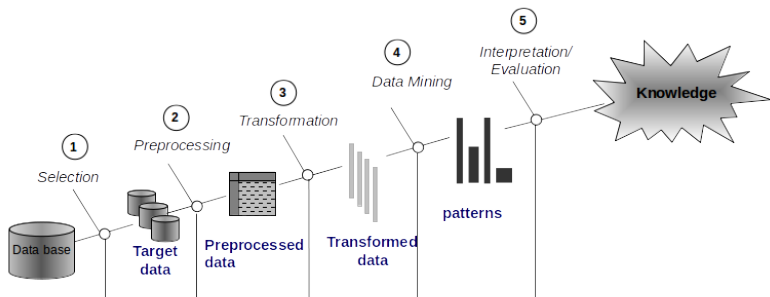 5
Interpretation/
Evaluation
4
Data Mining
Knowledge
3
Transformation
2
Preprocessing
1
Selection
patterns
Data base
Target
data
Preprocessed
data
Transformed
data